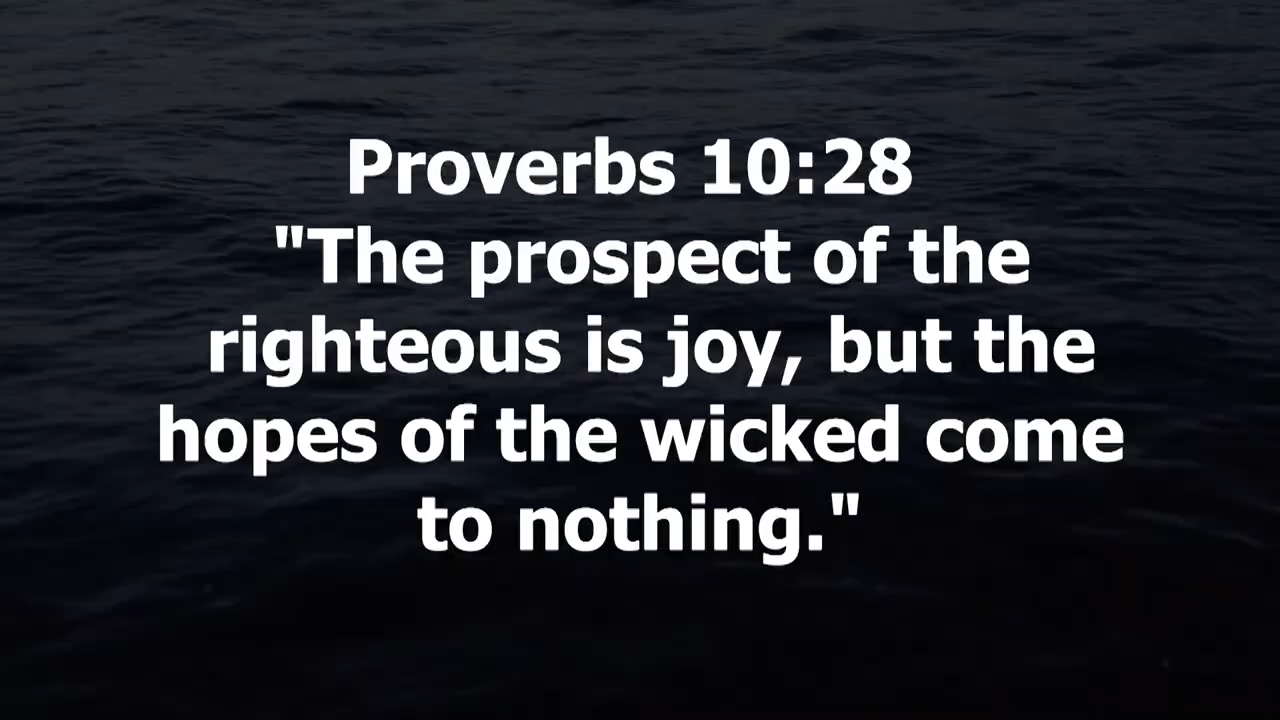 Proverbs 10:28
"The prospect of the
righteous is joy, but the
hopes of the wicked come
to nothing."